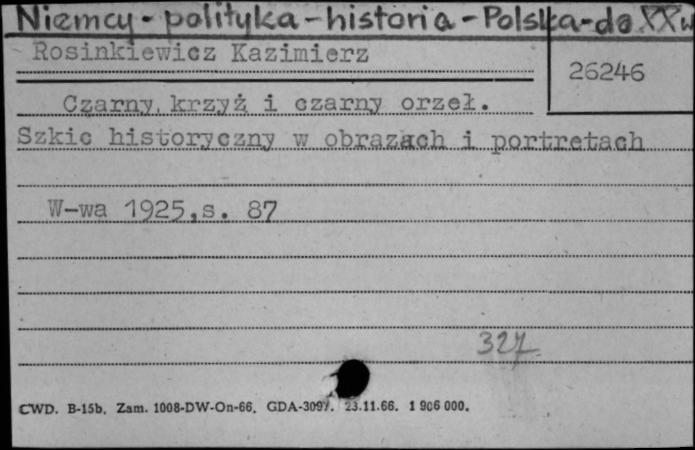 Niemcy - polityka - historia - Polska - do XX w
Rosinkiewicz Kazimierz
26246
Czarny, krzyż i czarny orzeł.
Szkic historyczny w obrazach i portretach
W-wa 1925,s. 87
327
CWD. B-15b. Zam. 1008-DW-On-66. GDA-3097. 23.11.66. 1 906 000.